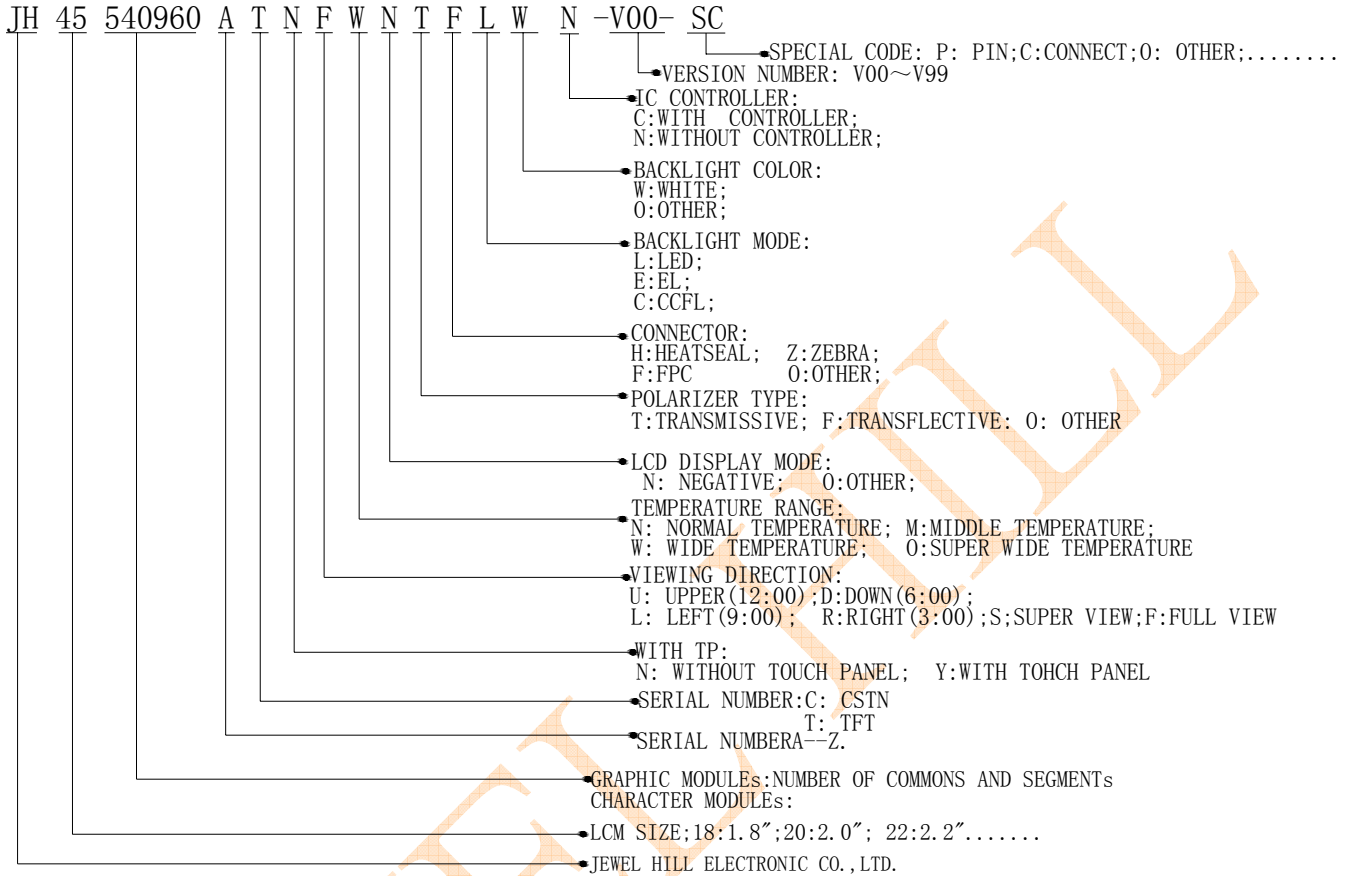 JH 45 540960 A T N F W N T F L W N -V00- SC
SPECIAL CODE: P: PIN;C:CONNECT;O: OTHER;........
VERSION NUMBER: V00～V99
IC CONTROLLER:
C:WITH CONTROLLER;
N:WITHOUT CONTROLLER;
BACKLIGHT COLOR:
W:WHITE;
O:OTHER;
BACKLIGHT MODE:
L:LED;
E:EL;
C:CCFL;
CONNECTOR:
H:HEATSEAL; Z:ZEBRA;
F:FPC O:OTHER;
POLARIZER TYPE:
T:TRANSMISSIVE; F:TRANSFLECTIVE: O: OTHER
LCD DISPLAY MODE:
N: NEGATIVE; O:OTHER;
TEMPERATURE RANGE:
N: NORMAL TEMPERATURE; M:MIDDLE TEMPERATURE;
W: WIDE TEMPERATURE; O:SUPER WIDE TEMPERATURE
VIEWING DIRECTION:
U: UPPER(12:00);D:DOWN(6:00);
L: LEFT(9:00); R:RIGHT(3:00);S;SUPER VIEW;F:FULL VIEW
WITH TP:
N: WITHOUT TOUCH PANEL; Y:WITH TOHCH PANEL
SERIAL NUMBER:C: CSTN
T: TFT
SERIAL NUMBERA--Z.
GRAPHIC MODULEs:NUMBER OF COMMONS AND SEGMENTs
CHARACTER MODULEs:
LCM SIZE;18:1.8″;20:2.0″; 22:2.2″.......
JEWEL HILL ELECTRONIC CO.,LTD.
EL HILL